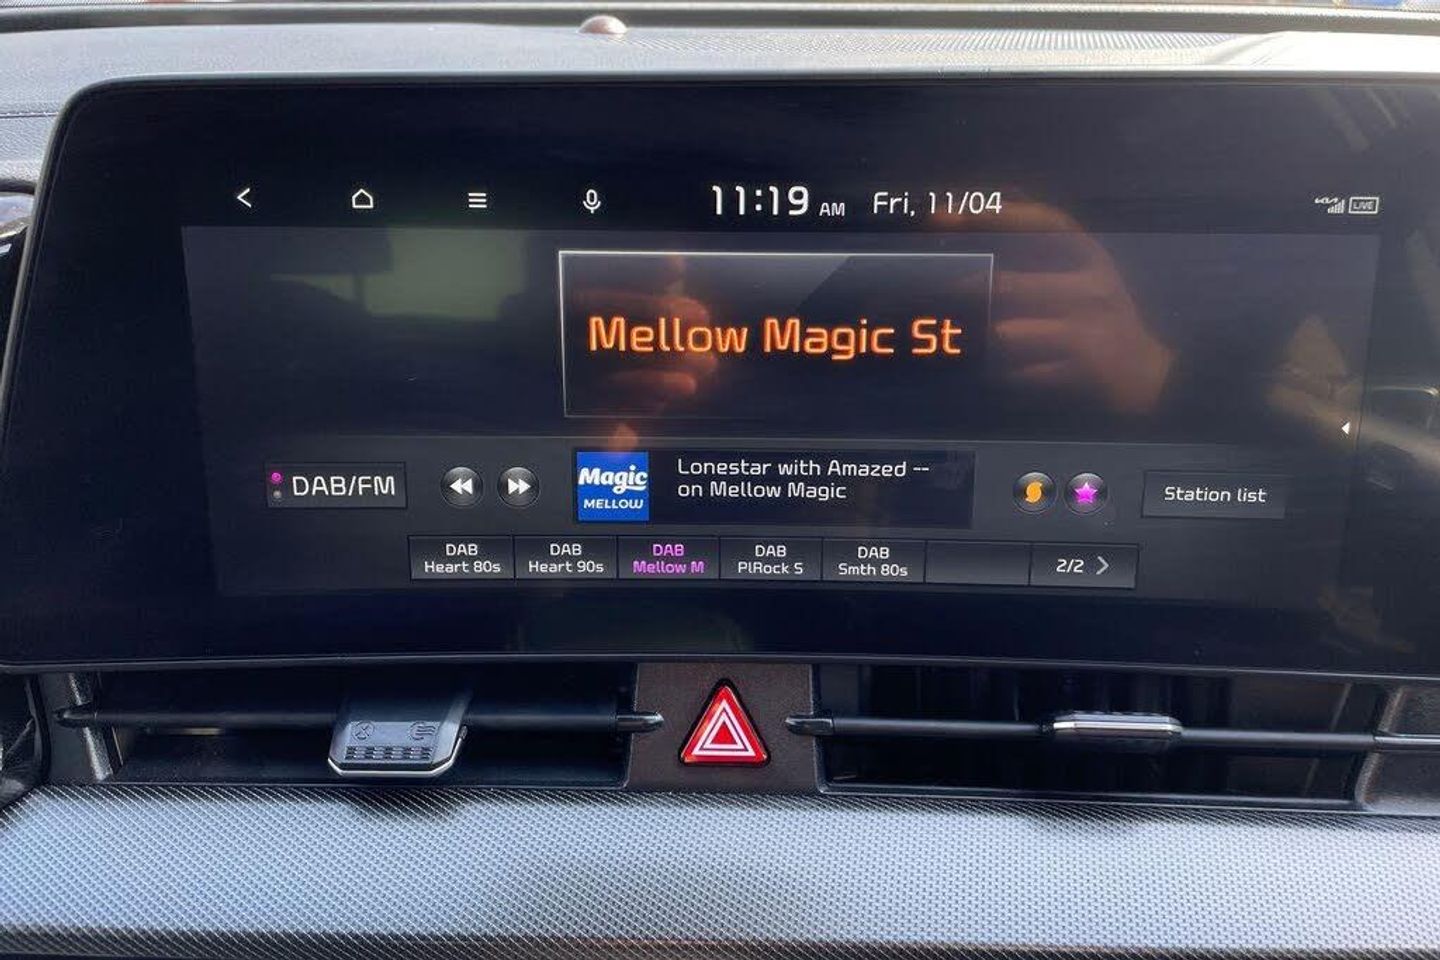 11:19 AM Fri, 11/04
KIA LIVE
Mellow Magic St
DAB/FM
Magic
MELLOW
Lonestar with Amazed --
on Mellow Magic
Station list
DAB
Heart 80s
DAB
Heart 90s
DAB
Mellow M
DAB
PlRock S
DAB
Smth 80s
2/2